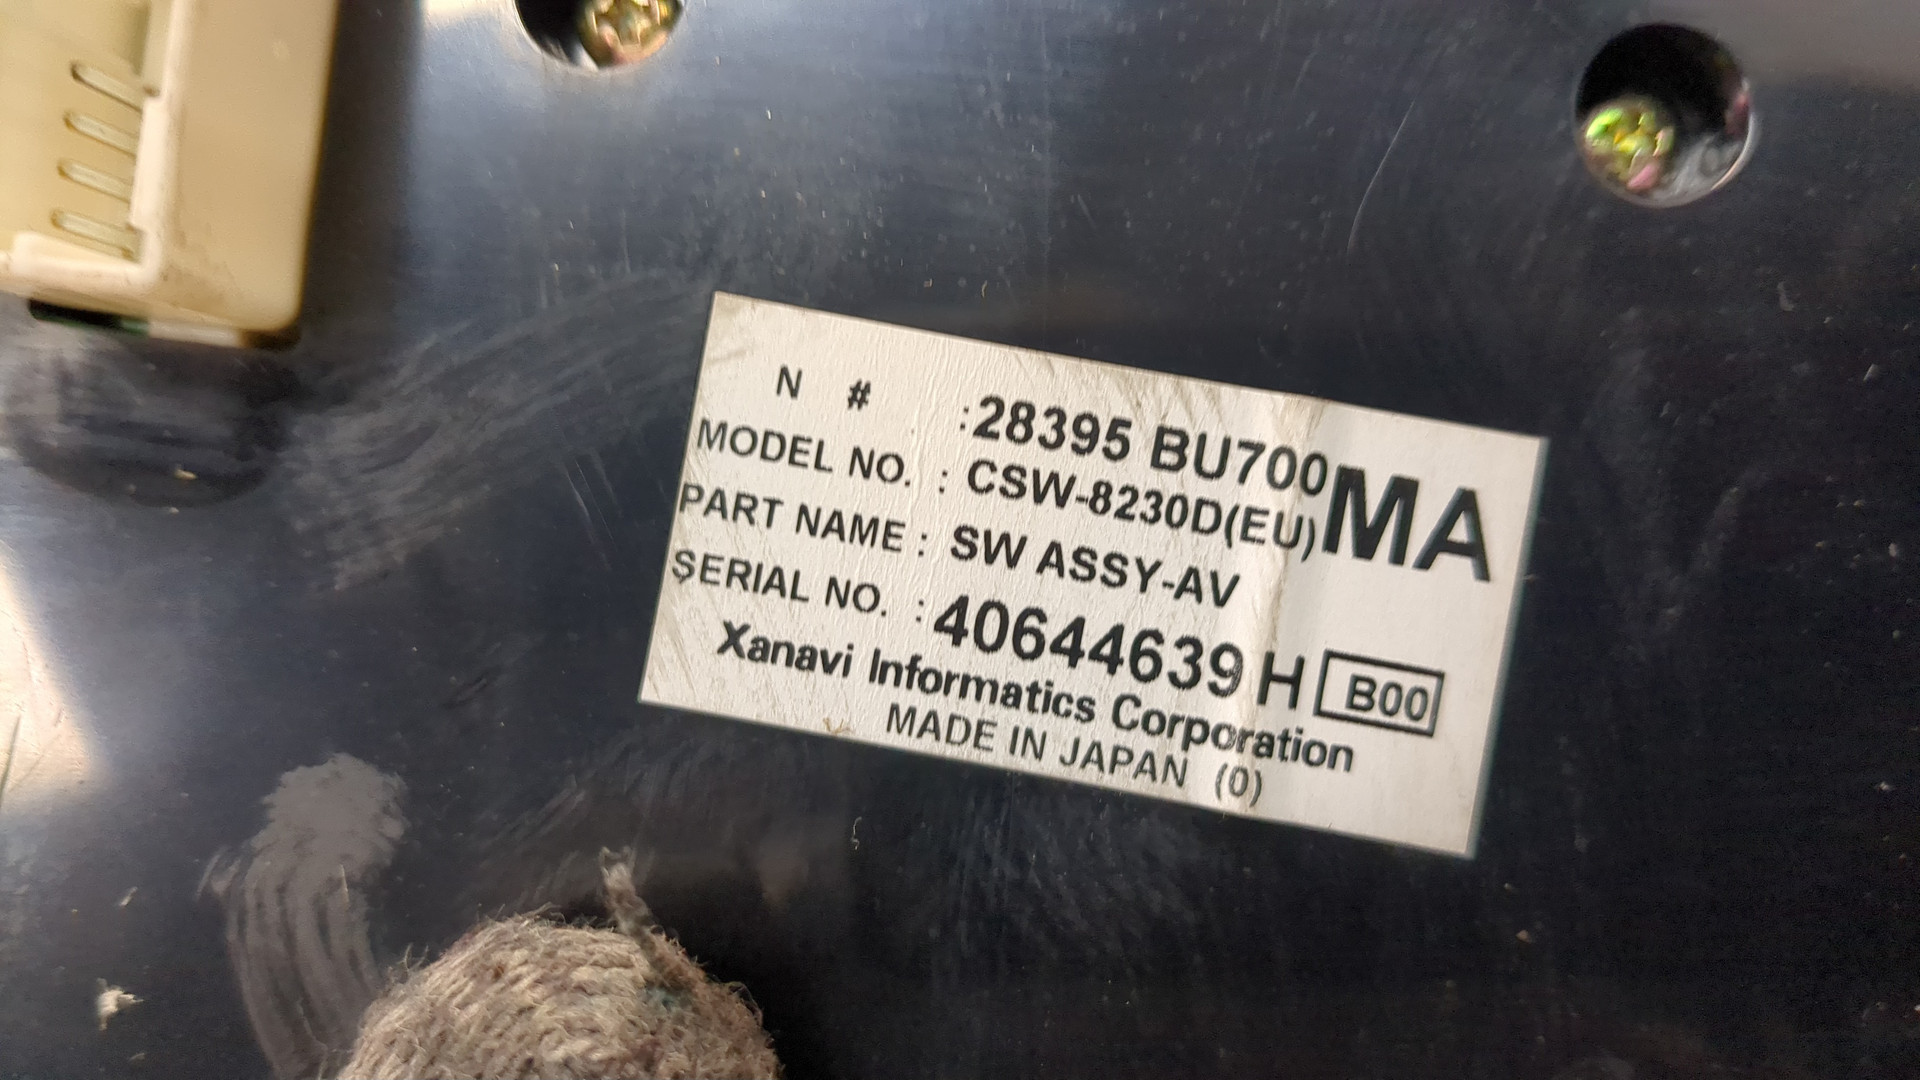 N # : 28395 BU700 MA
MODEL NO. : CSW-8230D(EU)
PART NAME : SW ASSY-AV
SERIAL NO. : 40644639 H B00
Xanavi Informatics Corporation
MADE IN JAPAN (0)